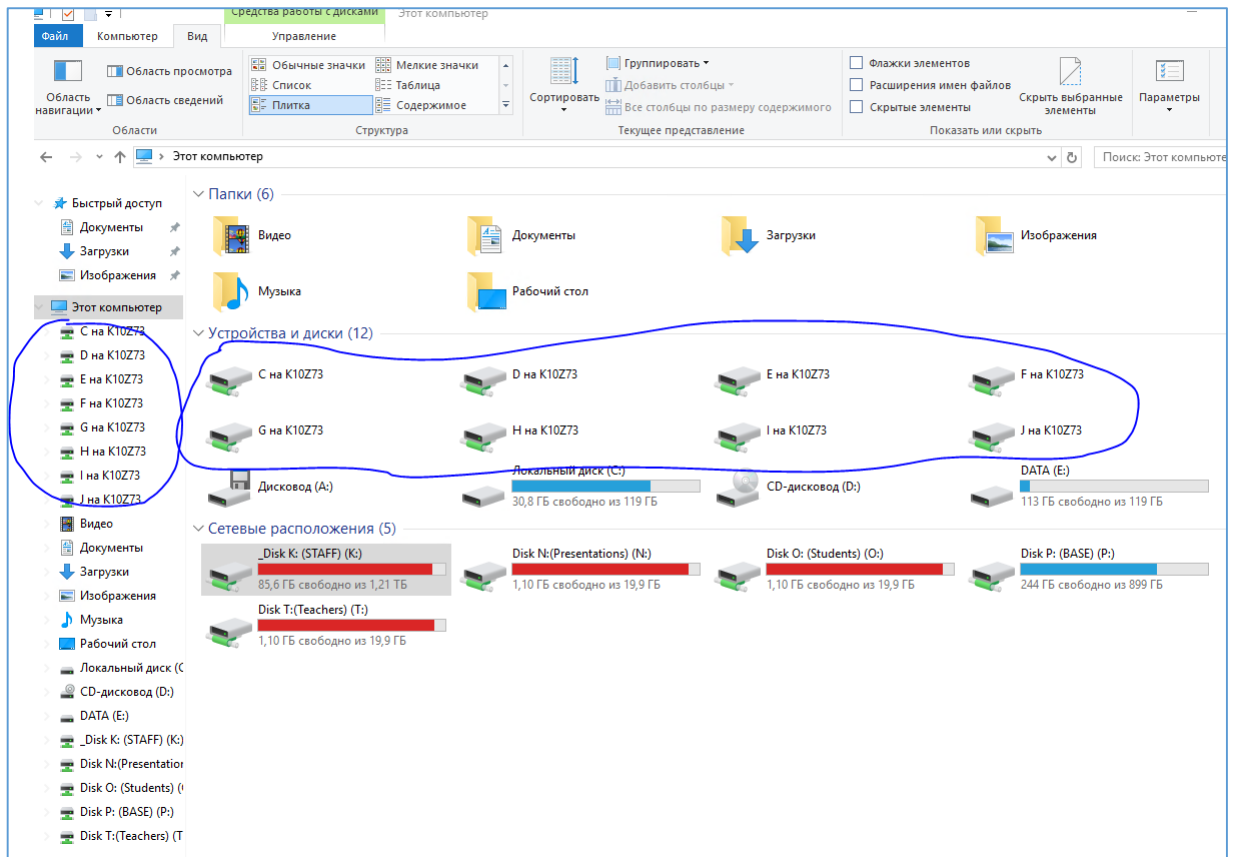 Средства работы с дисками Этот компьютер
Файл Компьютер Вид Управление
Область навигации
Область просмотра
Область сведений
Области
Обычные значки Мелкие значки
Список Таблица
Плитка Содержимое
Структура
Сортировать
Группировать
Добавить столбцы
Все столбцы по размеру содержимого
Текущее представление
Флажки элементов
Расширения имен файлов
Скрытые элементы
Скрыть выбранные элементы
Показать или скрыть
Параметры
Этот компьютер
Поиск: Этот компьюте
Быстрый доступ
Документы
Загрузки
Изображения
Этот компьютер
C на K10Z73
D на K10Z73
E на K10Z73
F на K10Z73
G на K10Z73
H на K10Z73
I на K10Z73
J на K10Z73
Видео
Документы
Загрузки
Изображения
Музыка
Рабочий стол
Локальный диск (C
CD-дисковод (D:)
DATA (E:)
_Disk K: (STAFF) (K:)
Disk N:(Presentation
Disk O: (Students) (
Disk P: (BASE) (P:)
Disk T:(Teachers) (T
Папки (6)
Видео Документы Загрузки Изображения
Музыка Рабочий стол
Устройства и диски (12)
C на K10Z73 D на K10Z73 E на K10Z73 F на K10Z73
G на K10Z73 H на K10Z73 I на K10Z73 J на K10Z73
Дисковод (A:)
Локальный диск (C:)
30,8 ГБ свободно из 119 ГБ
CD-дисковод (D:)
DATA (E:)
113 ГБ свободно из 119 ГБ
Сетевые расположения (5)
_Disk K: (STAFF) (K:)
85,6 ГБ свободно из 1,21 ТБ
Disk N:(Presentations) (N:)
1,10 ГБ свободно из 19,9 ГБ
Disk O: (Students) (O:)
1,10 ГБ свободно из 19,9 ГБ
Disk P: (BASE) (P:)
244 ГБ свободно из 899 ГБ
Disk T:(Teachers) (T:)
1,10 ГБ свободно из 19,9 ГБ